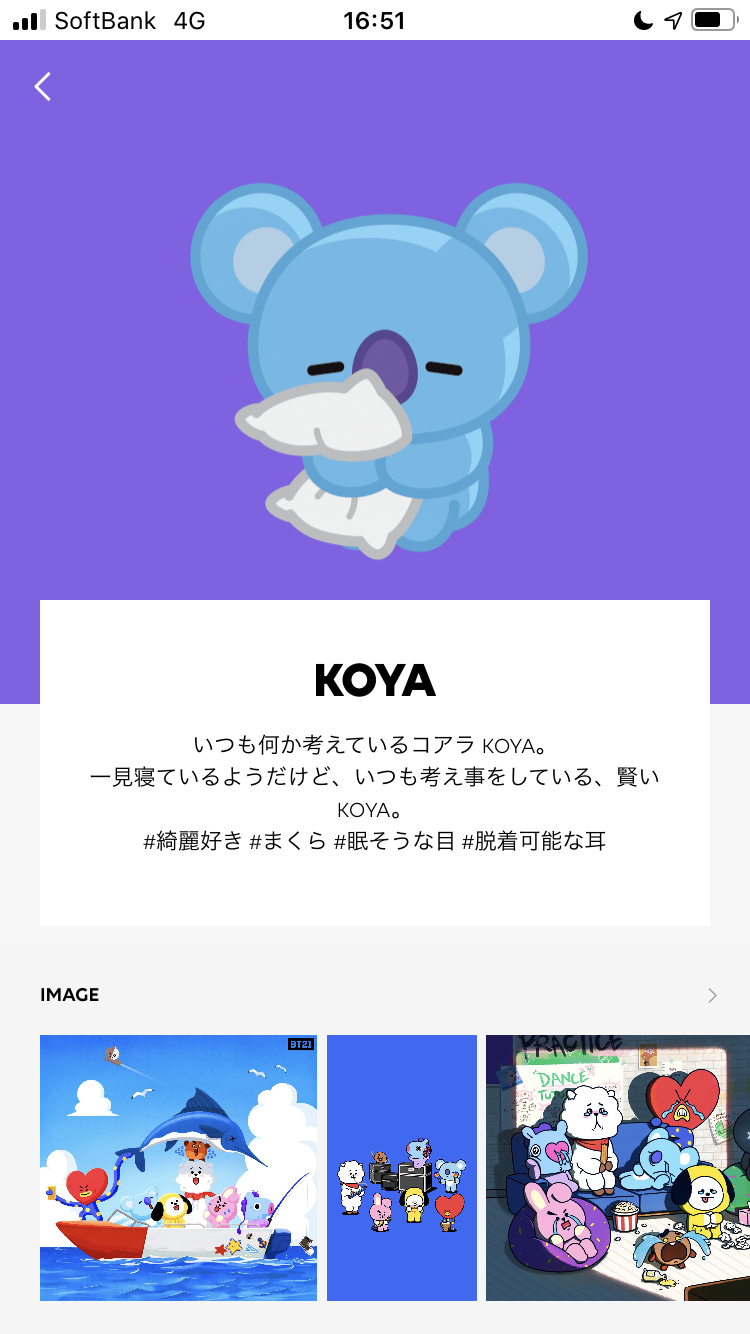 SoftBank 4G 16:51
KOYA
いつも何か考えているコアラ KOYA。
一見寝ているようだけど、いつも考え事をしている、賢い
KOYA。
#綺麗好き #まくら #眠そうな目 #脱着可能な耳
IMAGE
BT21
PRACTICE
DANCE